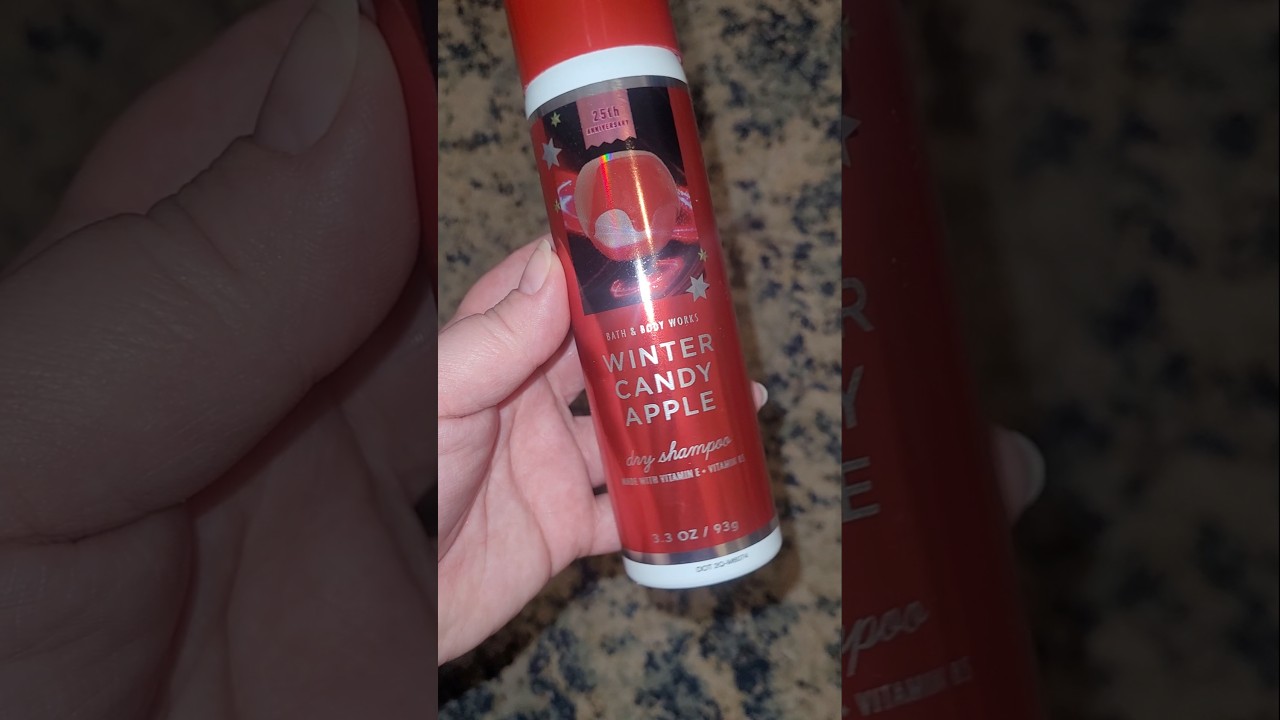 25th
ANNIVERSARY
BATH & BODY WORKS
WINTER
CANDY
APPLE
dry shampoo
MADE WITH VITAMIN E • VITAMIN B5
3.3 OZ / 93g
DOT